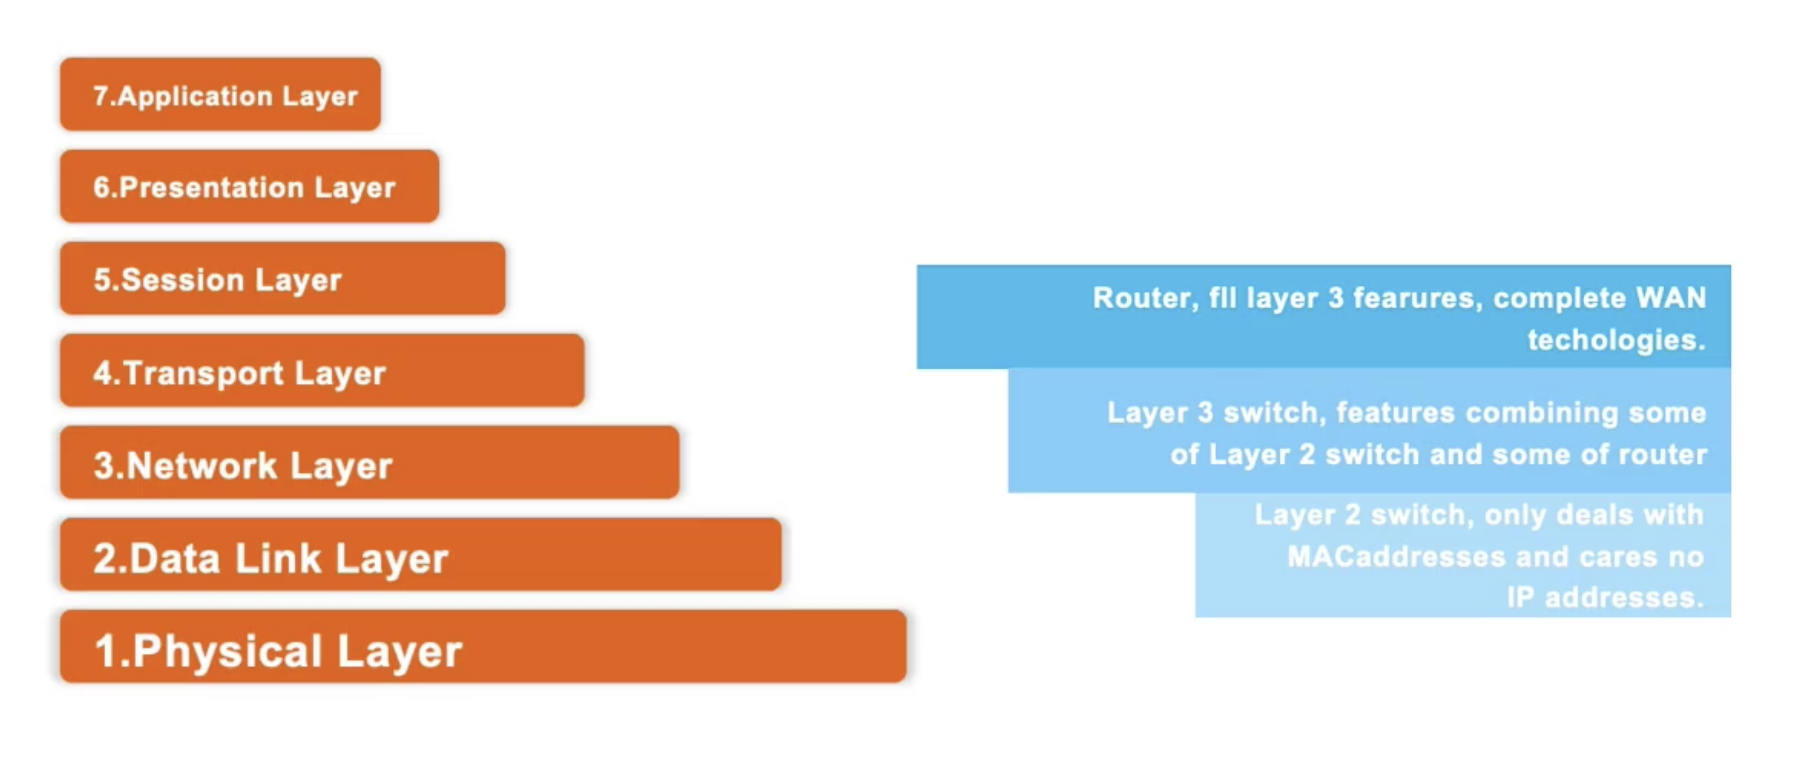 7.Application Layer
6.Presentation Layer
5.Session Layer
4.Transport Layer
3.Network Layer
2.Data Link Layer
1.Physical Layer
Router, fll layer 3 fearures, complete WAN
techologies.
Layer 3 switch, features combining some
of Layer 2 switch and some of router
Layer 2 switch, only deals with
MACaddresses and cares no
IP addresses.